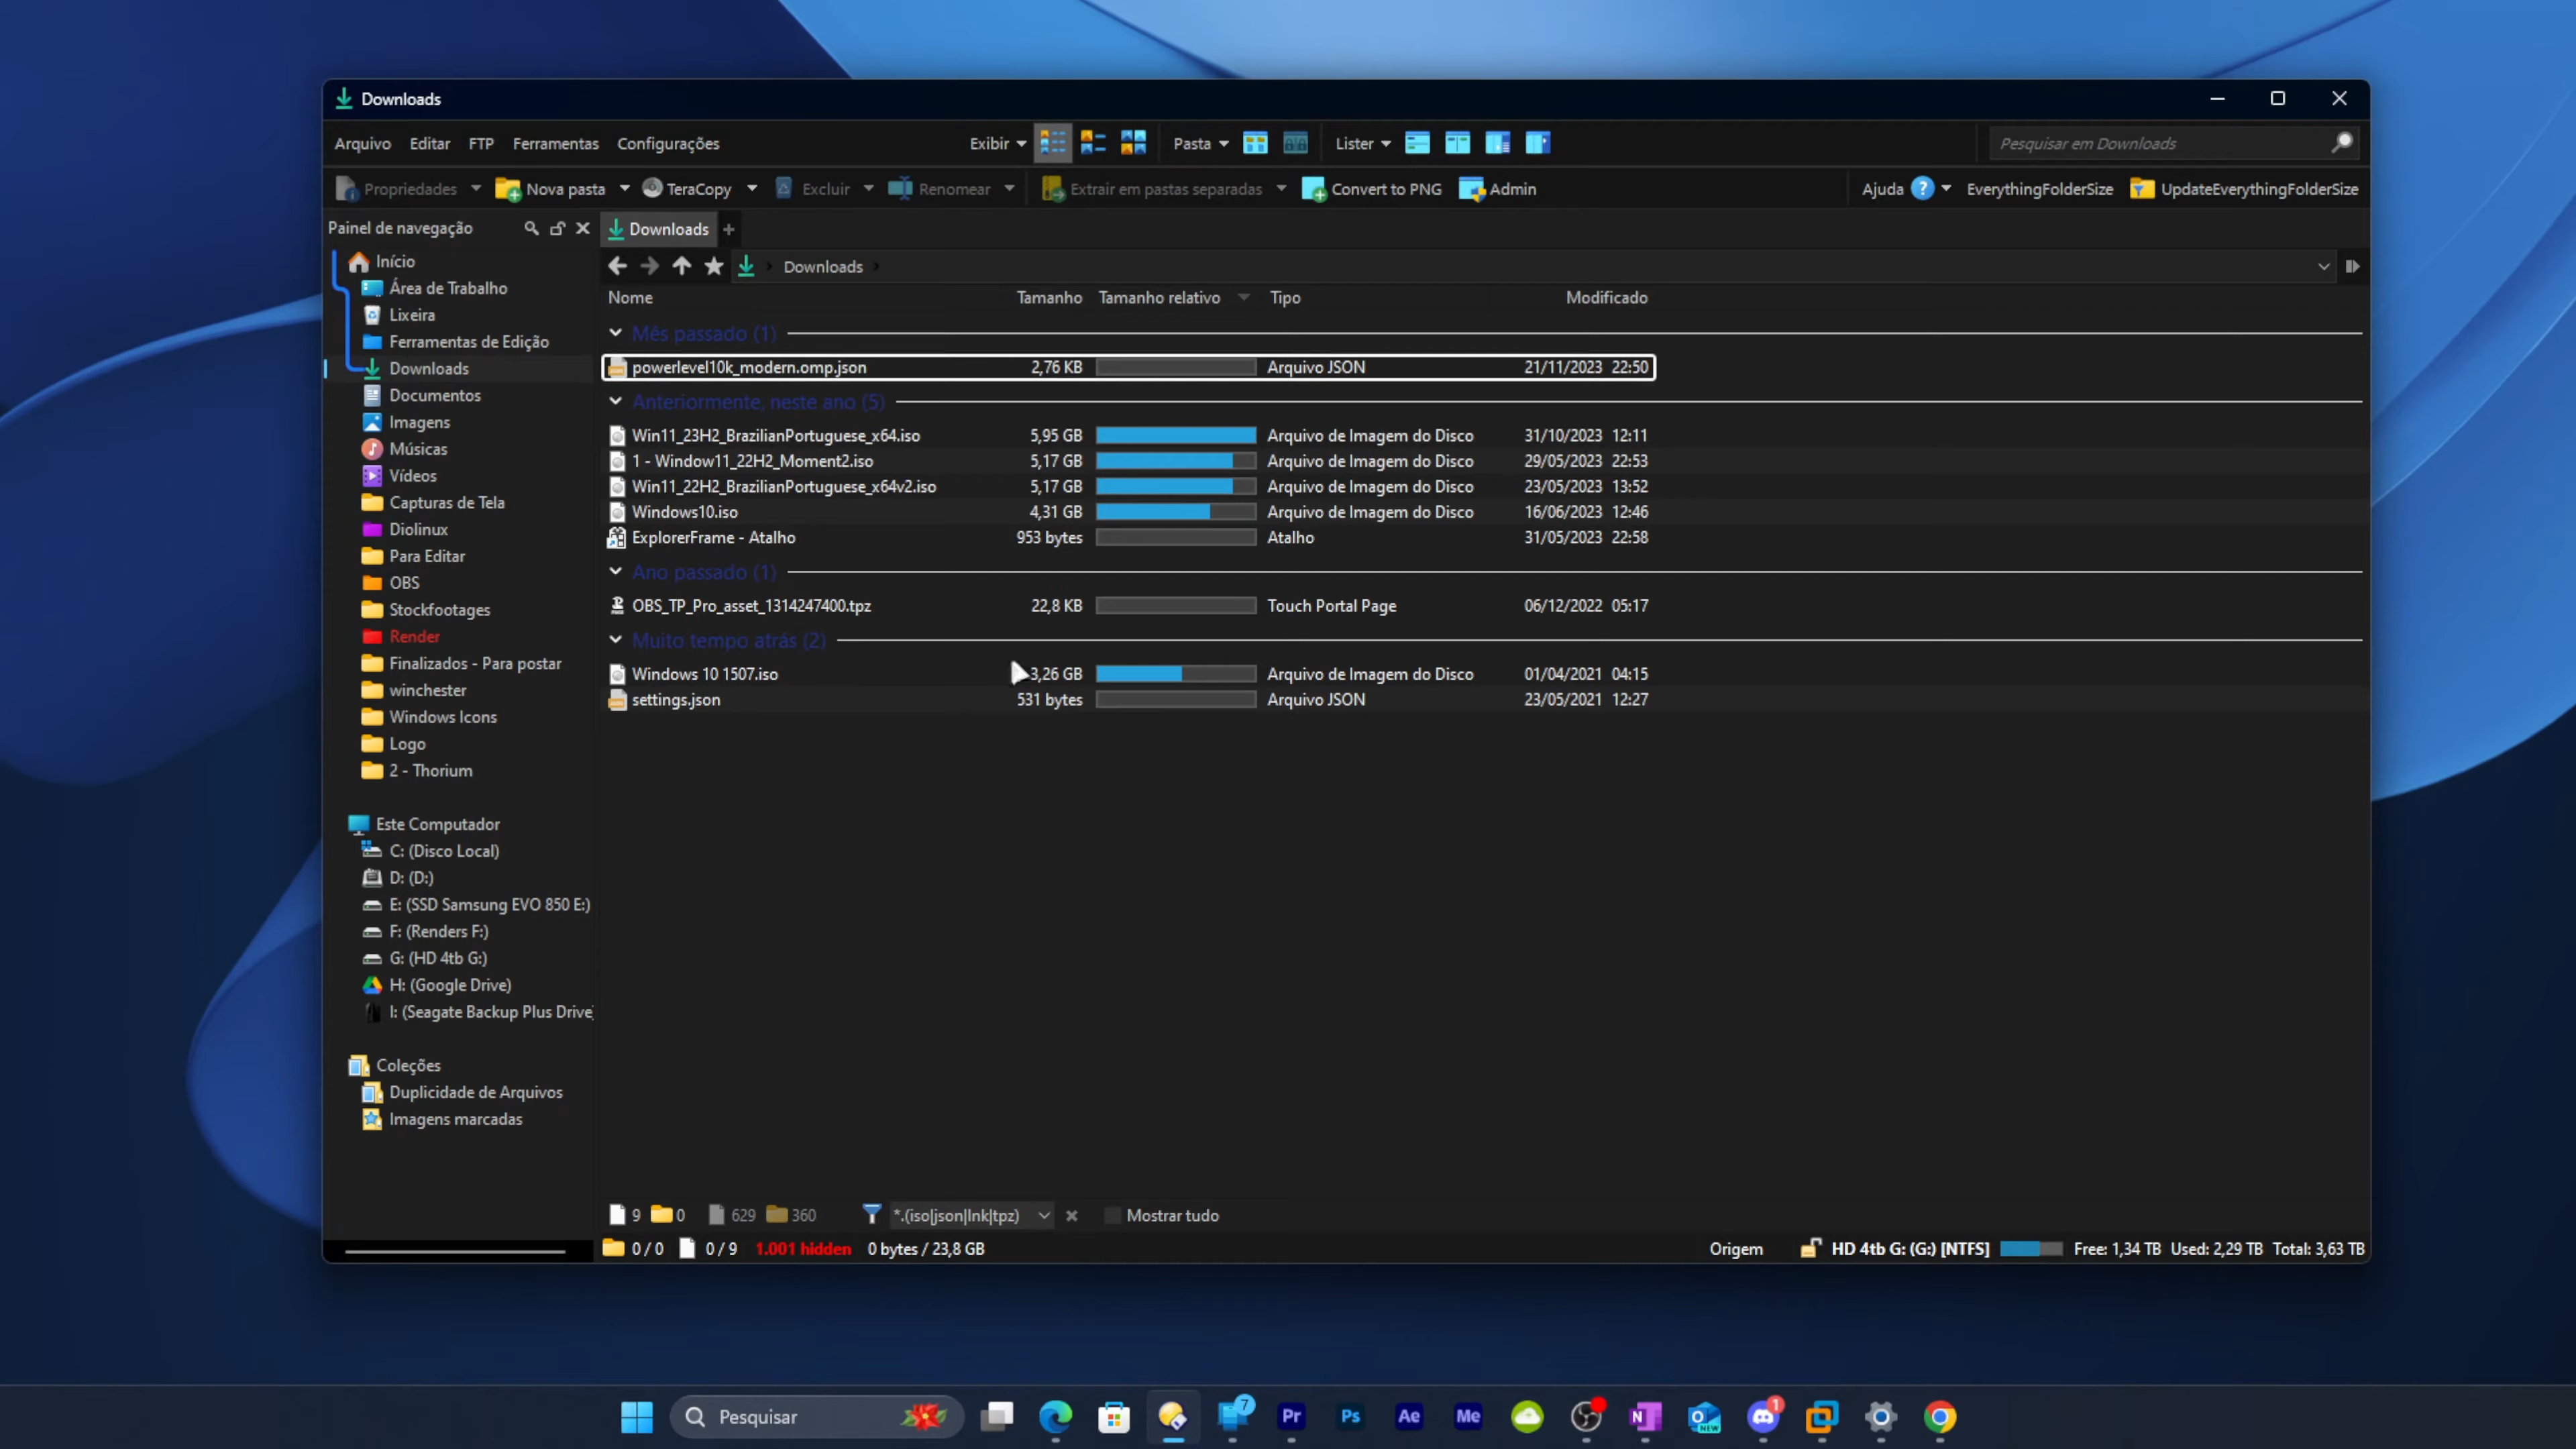 Downloads
Arquivo Editar FTP Ferramentas Configurações Exibir Pasta Lister Pesquisar em Downloads
Propriedades Nova pasta TeraCopy Excluir Renomear Extrair em pastas separadas Convert to PNG Admin Ajuda ? EverythingFolderSize UpdateEverythingFolderSize
Painel de navegação
Início
Área de Trabalho
Lixeira
Ferramentas de Edição
Downloads
Documentos
Imagens
Músicas
Vídeos
Capturas de Tela
Diolinux
Para Editar
OBS
Stockfootages
Render
Finalizados - Para postar
winchester
Windows Icons
Logo
2 - Thorium
Este Computador
C: (Disco Local)
D: (D:)
E: (SSD Samsung EVO 850 E:)
F: (Renders F:)
G: (HD 4tb G:)
H: (Google Drive)
I: (Seagate Backup Plus Drive
Coleções
Duplicidade de Arquivos
Imagens marcadas
Downloads +
Downloads
Nome Tamanho Tamanho relativo Tipo Modificado
Mês passado (1)
powerlevel10k_modern.omp.json 2,76 KB Arquivo JSON 21/11/2023 22:50
Anteriormente, neste ano (5)
Win11_23H2_BrazilianPortuguese_x64.iso 5,95 GB Arquivo de Imagem do Disco 31/10/2023 12:11
1 - Window11_22H2_Moment2.iso 5,17 GB Arquivo de Imagem do Disco 29/05/2023 22:53
Win11_22H2_BrazilianPortuguese_x64v2.iso 5,17 GB Arquivo de Imagem do Disco 23/05/2023 13:52
Windows10.iso 4,31 GB Arquivo de Imagem do Disco 16/06/2023 12:46
ExplorerFrame - Atalho 953 bytes Atalho 31/05/2023 22:58
Ano passado (1)
OBS_TP_Pro_asset_1314247400.tpz 22,8 KB Touch Portal Page 06/12/2022 05:17
Muito tempo atrás (2)
Windows 10 1507.iso 3,26 GB Arquivo de Imagem do Disco 01/04/2021 04:15
settings.json 531 bytes Arquivo JSON 23/05/2021 12:27
9 0 629 360 *.(iso|json|lnk|tpz) Mostrar tudo
0 / 0 0 / 9 1.001 hidden 0 bytes / 23,8 GB Origem HD 4tb G: (G:) [NTFS] Free: 1,34 TB Used: 2,29 TB Total: 3,63 TB
Pesquisar 7 Pr Ps Ae Me N O NEW 1